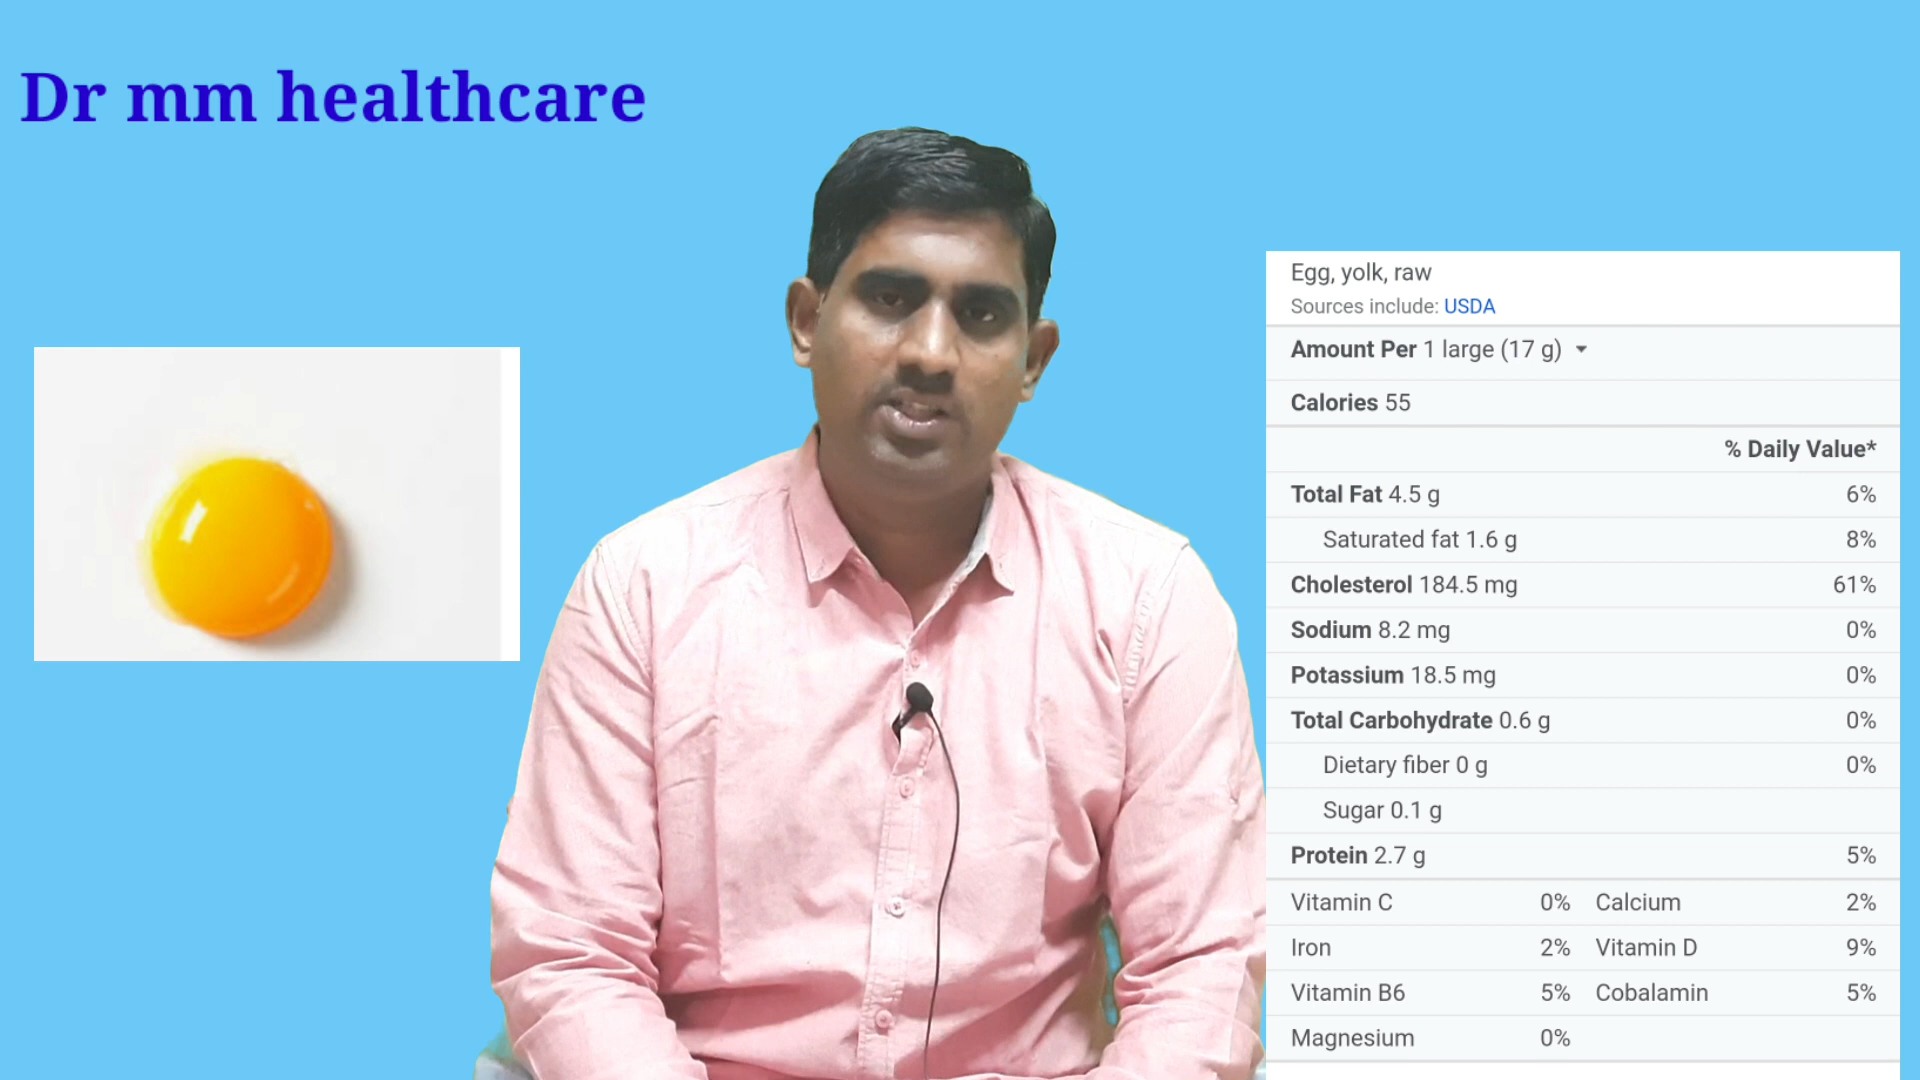 Dr mm healthcare
Egg, yolk, raw
Sources include: USDA
Amount Per 1 large (17 g)
Calories 55
% Daily Value*
Total Fat 4.5 g 6%
Saturated fat 1.6 g 8%
Cholesterol 184.5 mg 61%
Sodium 8.2 mg 0%
Potassium 18.5 mg 0%
Total Carbohydrate 0.6 g 0%
Dietary fiber 0 g 0%
Sugar 0.1 g
Protein 2.7 g 5%
Vitamin C 0% Calcium 2%
Iron 2% Vitamin D 9%
Vitamin B6 5% Cobalamin 5%
Magnesium 0%